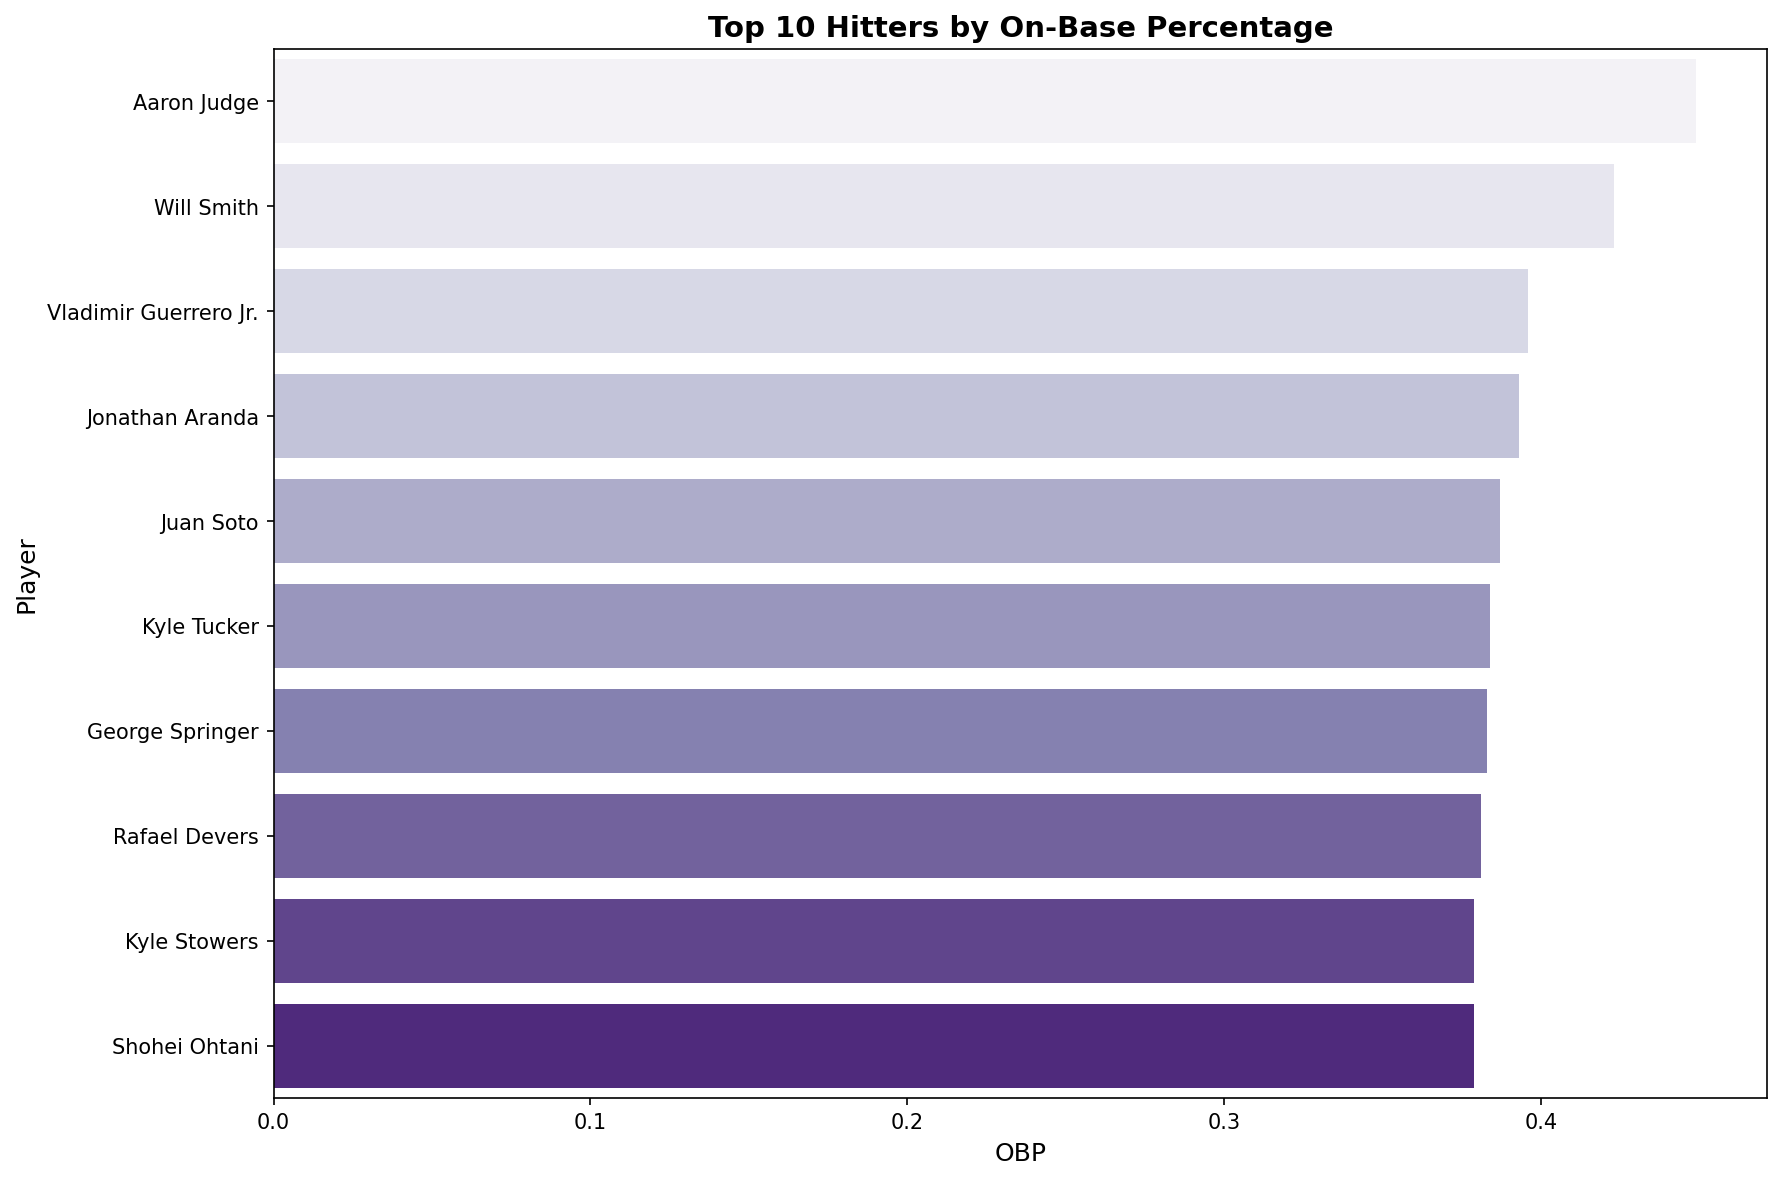 Top 10 Hitters by On-Base Percentage
Player
Aaron Judge
Will Smith
Vladimir Guerrero Jr.
Jonathan Aranda
Juan Soto
Kyle Tucker
George Springer
Rafael Devers
Kyle Stowers
Shohei Ohtani
0.0 0.1 0.2 0.3 0.4
OBP